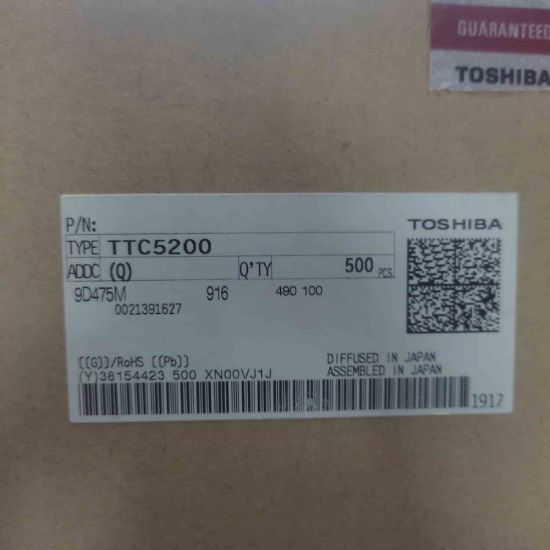 GUARANTEED
TOSHIBA
P/N:
TOSHIBA
TYPE TTC5200
ADDC (Q) Q'TY 500 PCS.
9D475M 916 490 100
0021391627
[[G]]/RoHS [[Pb]]
DIFFUSED IN JAPAN
(Y)38154423 500 XN00VJ1J
ASSEMBLED IN JAPAN
1917